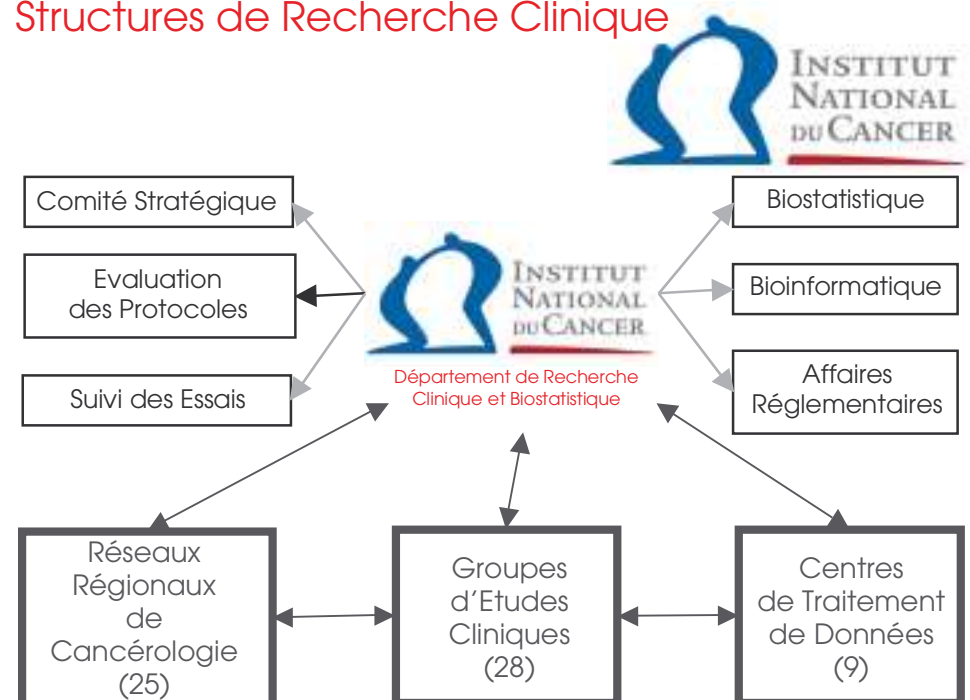 Structures de Recherche Clinique
INSTITUT
NATIONAL
DU CANCER
Comité Stratégique
Biostatistique
Evaluation
des Protocoles
INSTITUT
NATIONAL
DU CANCER
Bioinformatique
Département de Recherche
Clinique et Biostatistique
Suivi des Essais
Affaires
Réglementaires
Réseaux
Régionaux
de
Cancérologie
(25)
Groupes
d'Etudes
Cliniques
(28)
Centres
de Traitement
de Données
(9)